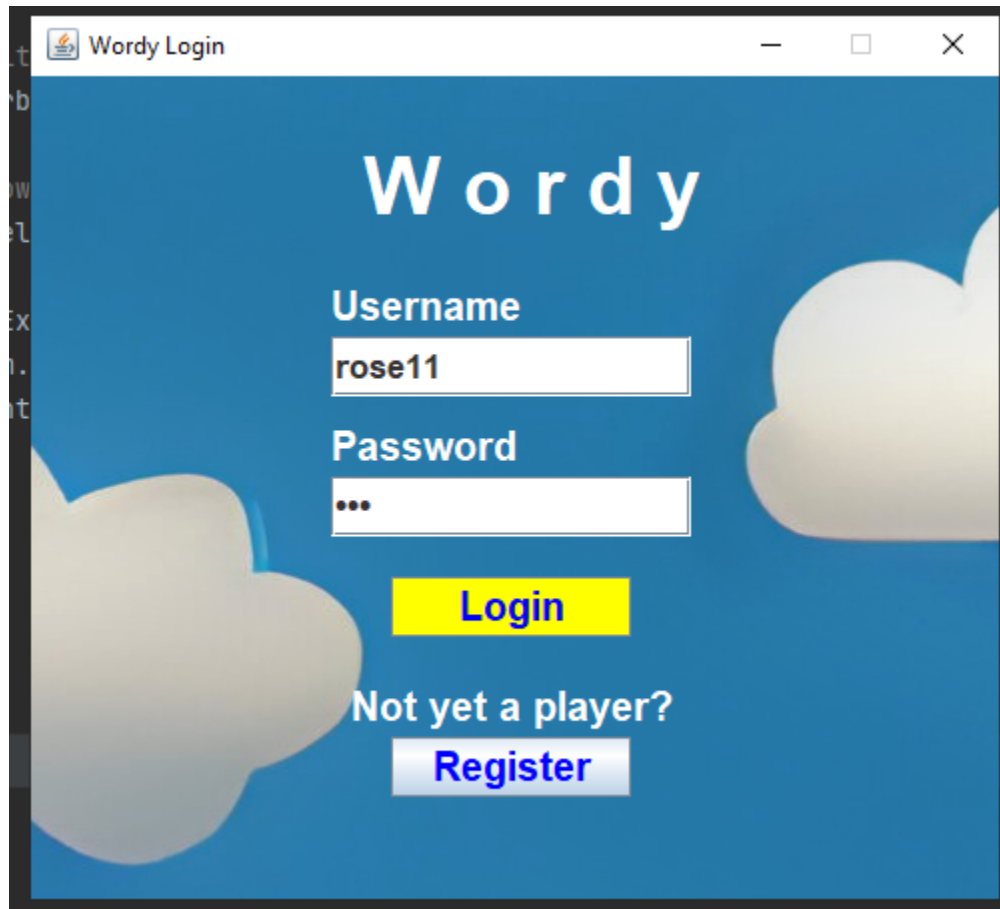 Wordy Login
W o r d y
Username
rose11
Password
•••
Login
Not yet a player?
Register